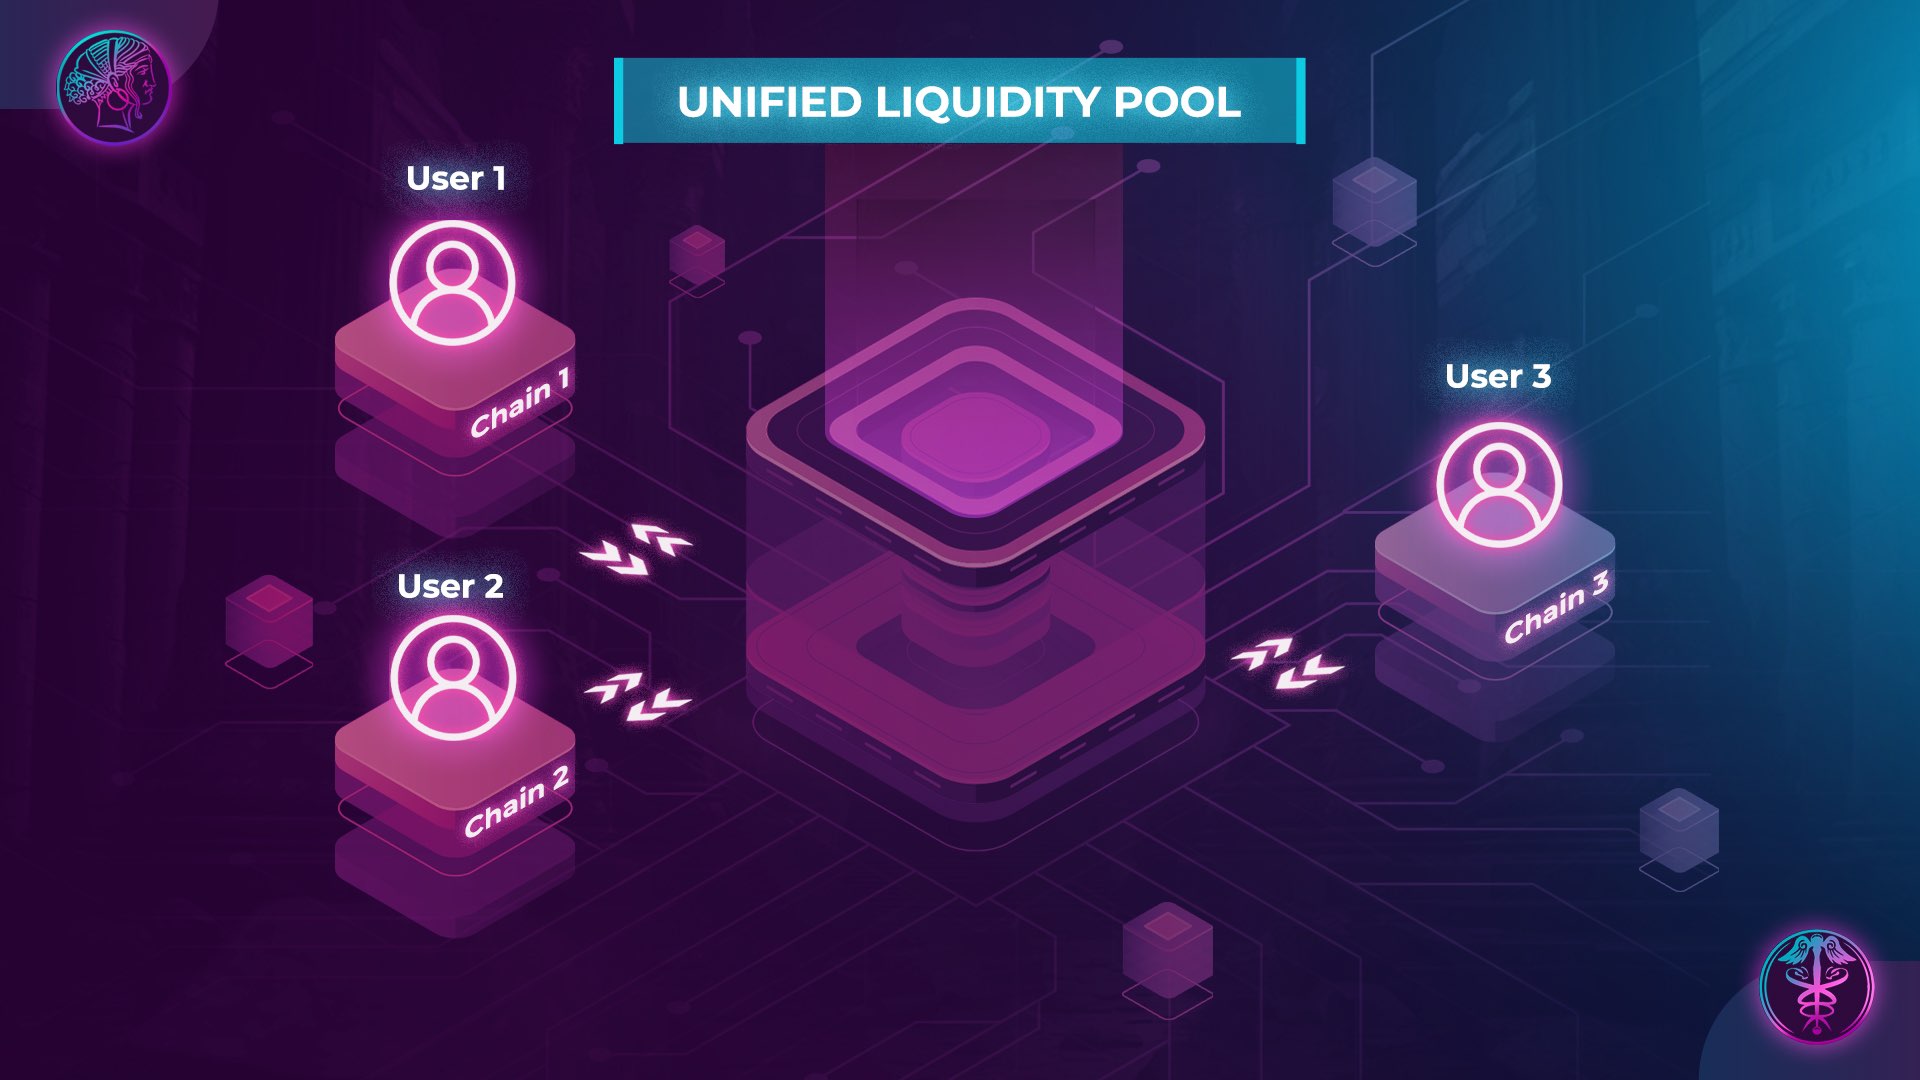 UNIFIED LIQUIDITY POOL
User 1
Chain 1
User 2
Chain 2
User 3
Chain 3